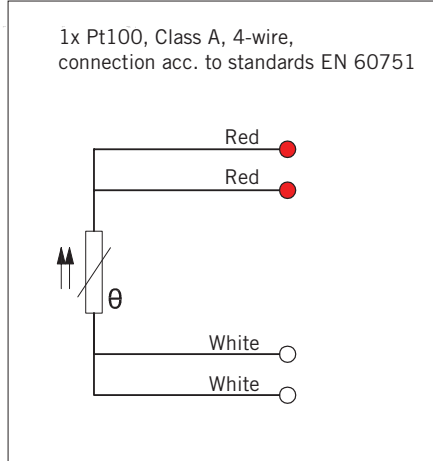 1x Pt100, Class A, 4-wire,
connection acc. to standards EN 60751
Red
Red
θ
White
White